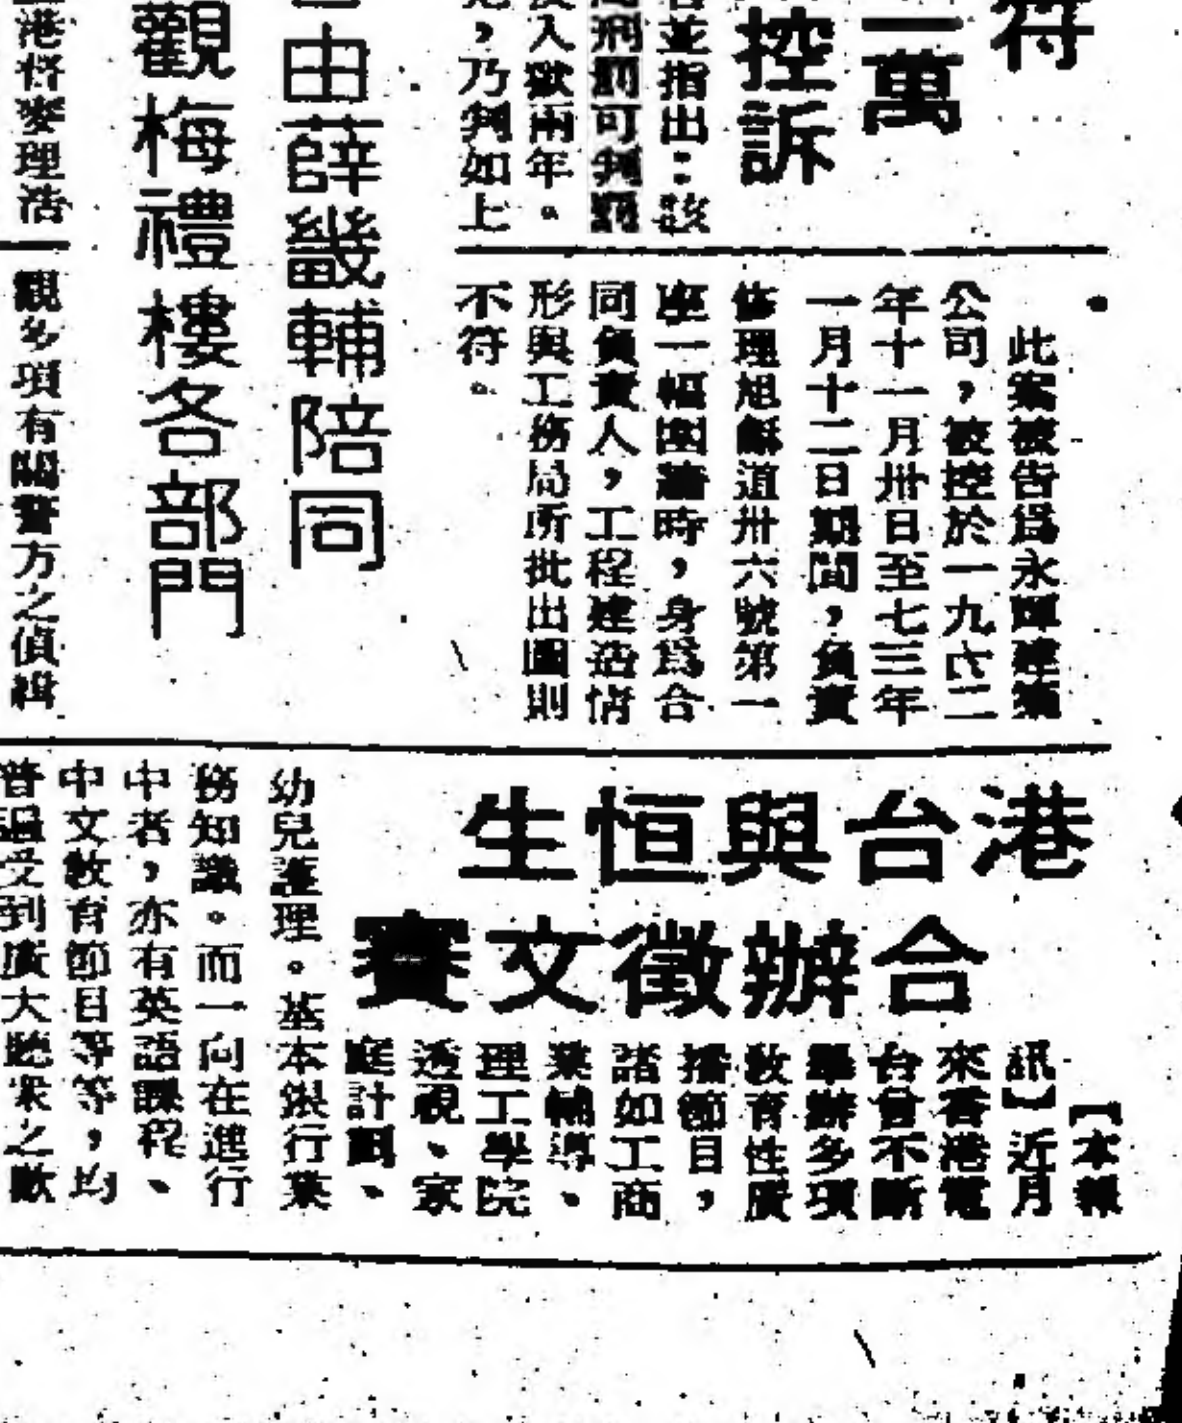 符
一萬
控訴
並指出：該
可判
入獄兩年。
，乃判如上
此案被告爲永輝建築
公司，被控於一九六二
年十一月卅日至七三年
一月十二日期間，負責
修理旭龢道卅六號第一
座一幅圍牆時，身爲合
同負責人，工程建造情
形與工務局所批出圖則
不符。
由薛畿輔陪同
觀梅禮樓各部門
港督麥理浩
觀多項有關警方之偵緝
港台與恒生
合辦徵文賽
【本報
訊】近月
來香港電
台曾不斷
舉辦多項
教育性廣
播節目，
諸如工商
業輔導、
理工學院
透視、家
庭計劃、
幼兒護理。基本銀行業
務知識。而一向在進行
中者，亦有英語課程、
中文教育節目等等，均
普遍受到廣大聽衆之歡